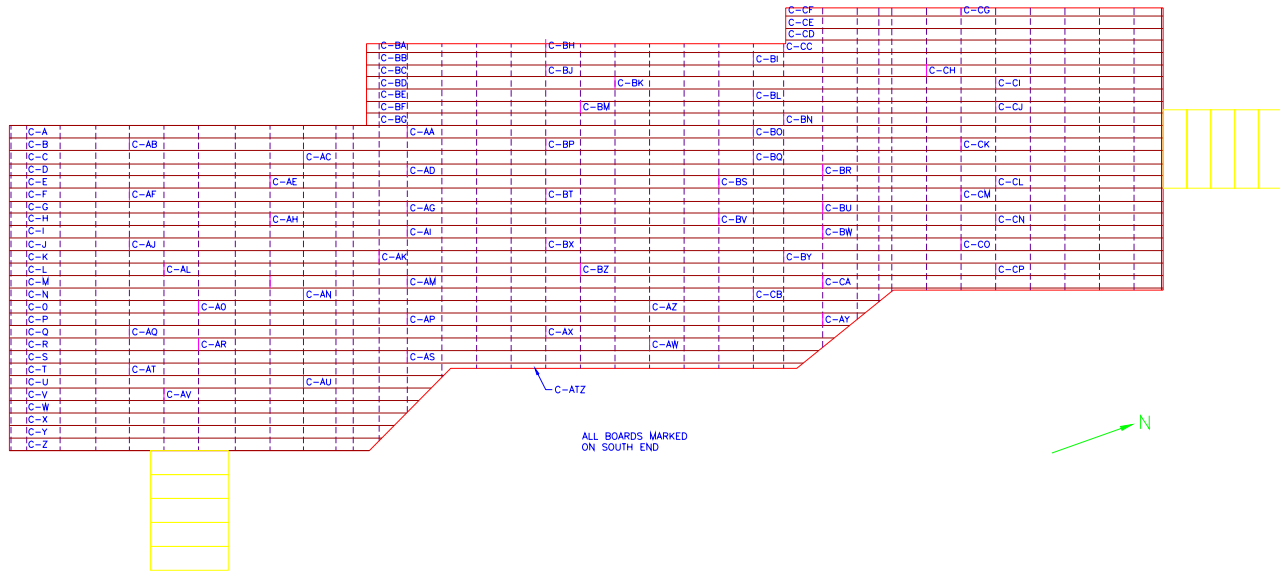 C-CF C-CG
C-CE
C-CD
C-BA C-BH C-CC
C-BB C-BI
C-BC C-BJ C-CH
C-BD C-BK C-CI
C-BE C-BL
C-BF C-BM C-CJ
C-BG C-BN
C-A C-AA C-BO
C-B C-AB C-BP C-CK
C-C C-AC C-BQ
C-D C-AD C-BR
C-E C-AE C-BS C-CL
C-F C-AF C-BT C-CM
C-G C-AG C-BU
C-H C-AH C-BV C-CN
C-I C-AI C-BW
C-J C-AJ C-BX C-CO
C-K C-AK C-BY
C-L C-AL C-BZ C-CP
C-M C-AM C-CA
C-N C-AN C-CB
C-O C-AO C-AZ
C-P C-AP C-AY
C-Q C-AQ C-AX
C-R C-AR C-AW
C-S C-AS
C-T C-AT
C-U C-AU
C-V C-AV C-ATZ
C-W
C-X
C-Y
C-Z
ALL BOARDS MARKED
ON SOUTH END
N